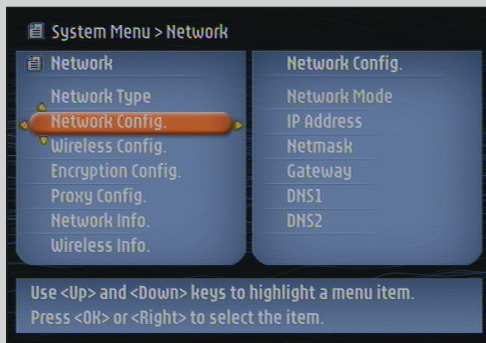 System Menu > Network
Network
Network Type
Network Config.
Wireless Config.
Encryption Config.
Proxy Config.
Network Info.
Wireless Info.
Network Config.
Network Mode
IP Address
Netmask
Gateway
DNS1
DNS2
Use <Up> and <Down> keys to highlight a menu item.
Press <OK> or <Right> to select the item.